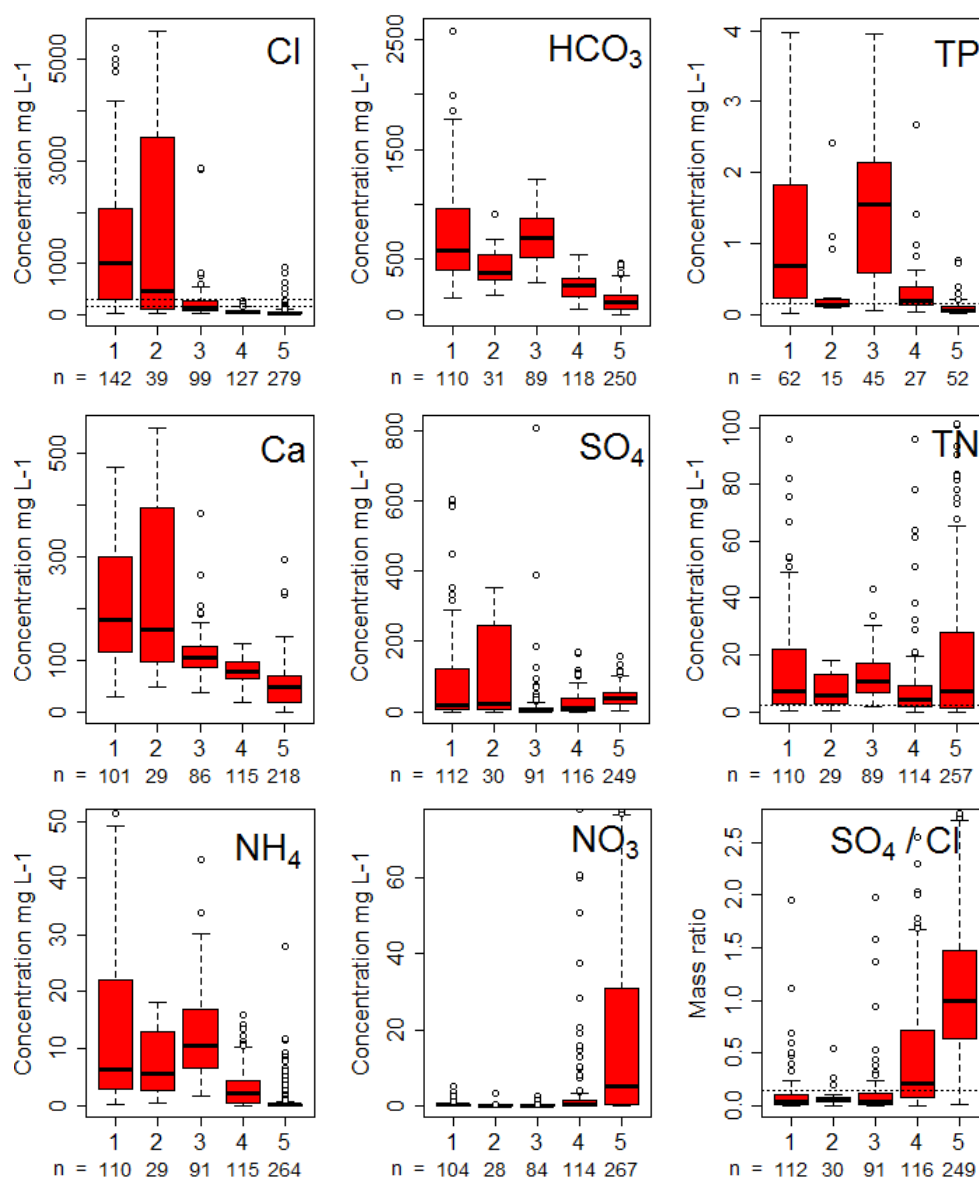 Cl
HCO3
TP
Concentration mg L-1
0 1000 3000 5000
1 2 3 4 5
n = 142 39 99 127 279
Concentration mg L-1
0 500 1500 2500
1 2 3 4 5
n = 110 31 89 118 250
Concentration mg L-1
0 1 2 3 4
1 2 3 4 5
n = 62 15 45 27 52
Ca
SO4
TN
Concentration mg L-1
0 100 300 500
1 2 3 4 5
n = 101 29 86 115 218
Concentration mg L-1
0 200 400 600 800
1 2 3 4 5
n = 112 30 91 116 249
Concentration mg L-1
0 20 40 60 80 100
1 2 3 4 5
n = 110 29 89 114 257
NH4
NO3
SO4 / Cl
Concentration mg L-1
0 10 20 30 40 50
1 2 3 4 5
n = 110 29 91 115 264
Concentration mg L-1
0 20 40 60
1 2 3 4 5
n = 104 28 84 114 267
Mass ratio
0.0 0.5 1.0 1.5 2.0 2.5
1 2 3 4 5
n = 112 30 91 116 249